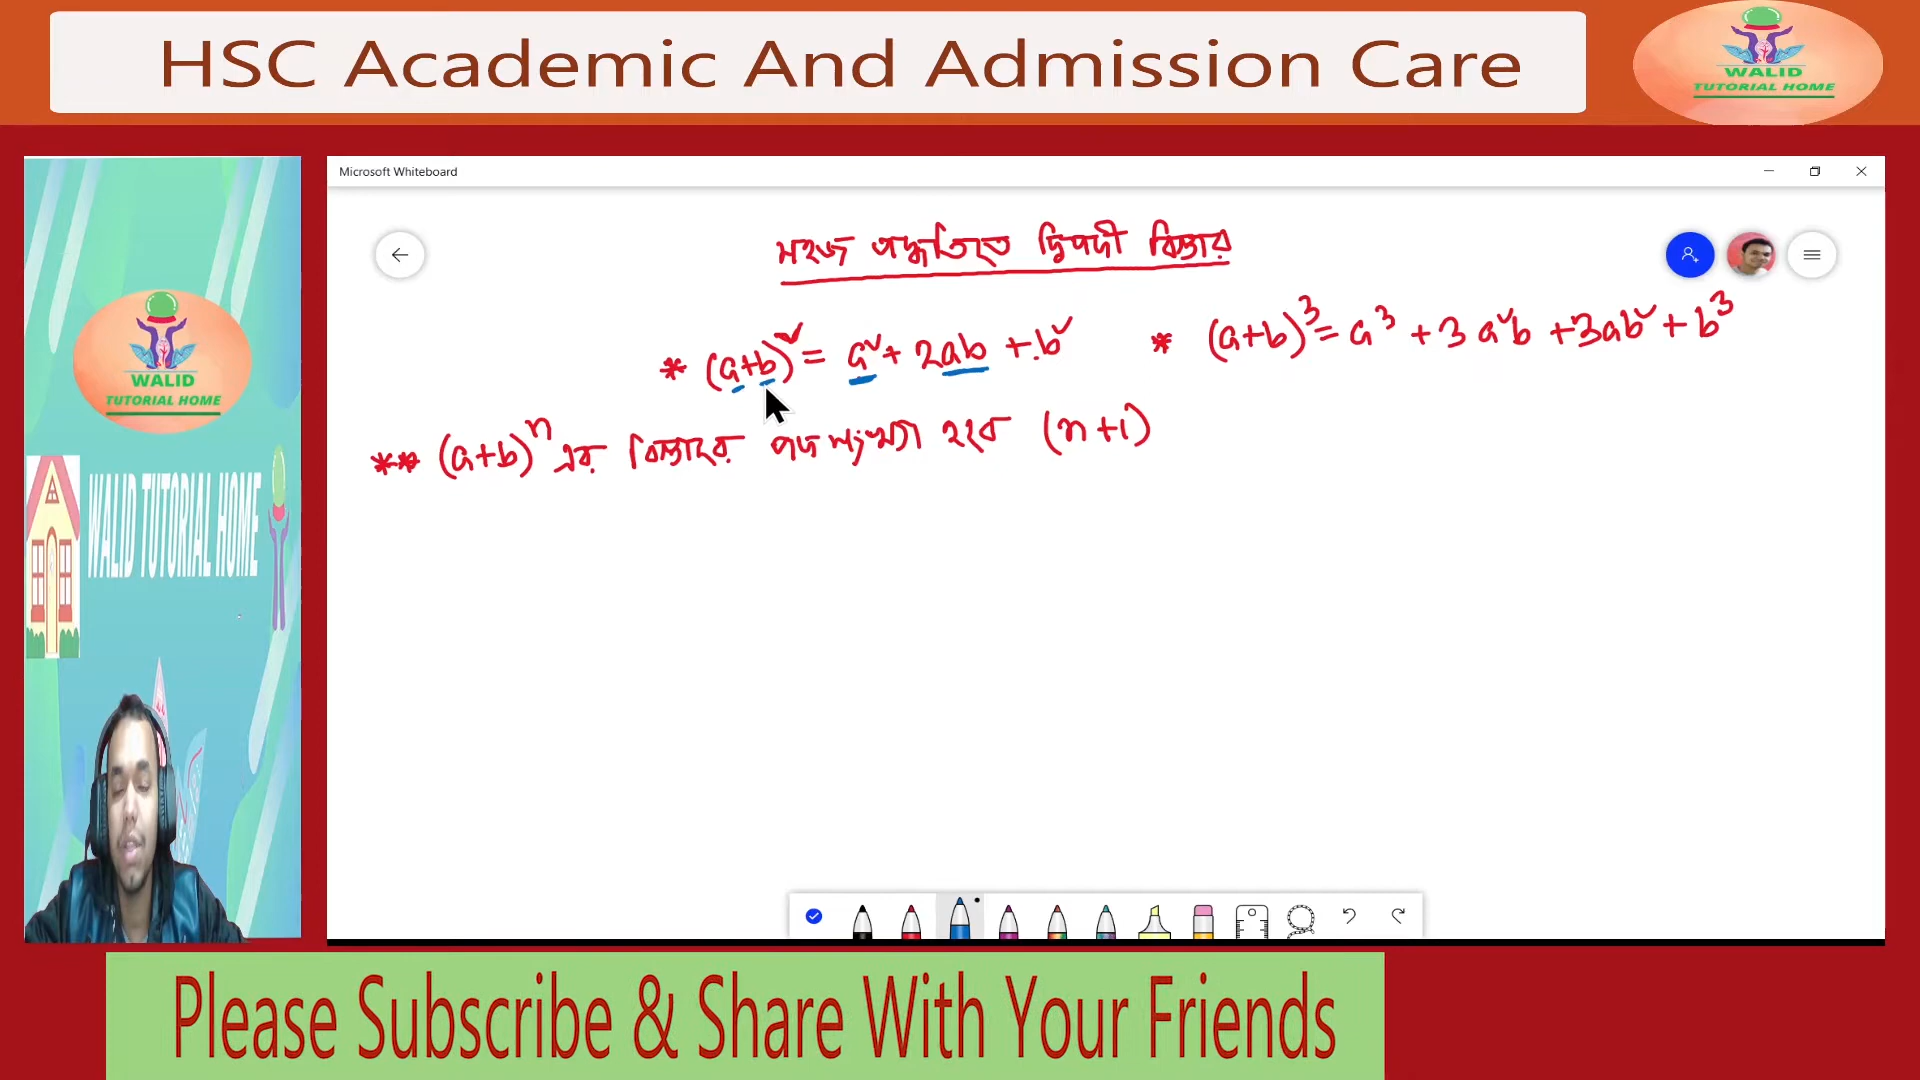 HSC Academic And Admission Care
WALID
TUTORIAL HOME
Microsoft Whiteboard
সহজ পদ্ধতিতে দ্বিপদী বিস্তার
* (a+b)² = a² + 2ab + b²
* (a+b)³ = a³ + 3a²b + 3ab² + b³
** (a+b)ⁿ এর বিস্তারে পদ সংখ্যা হবে (n+1)
WALID
TUTORIAL HOME
WALID TUTORIAL HOME
Please Subscribe & Share With Your Friends